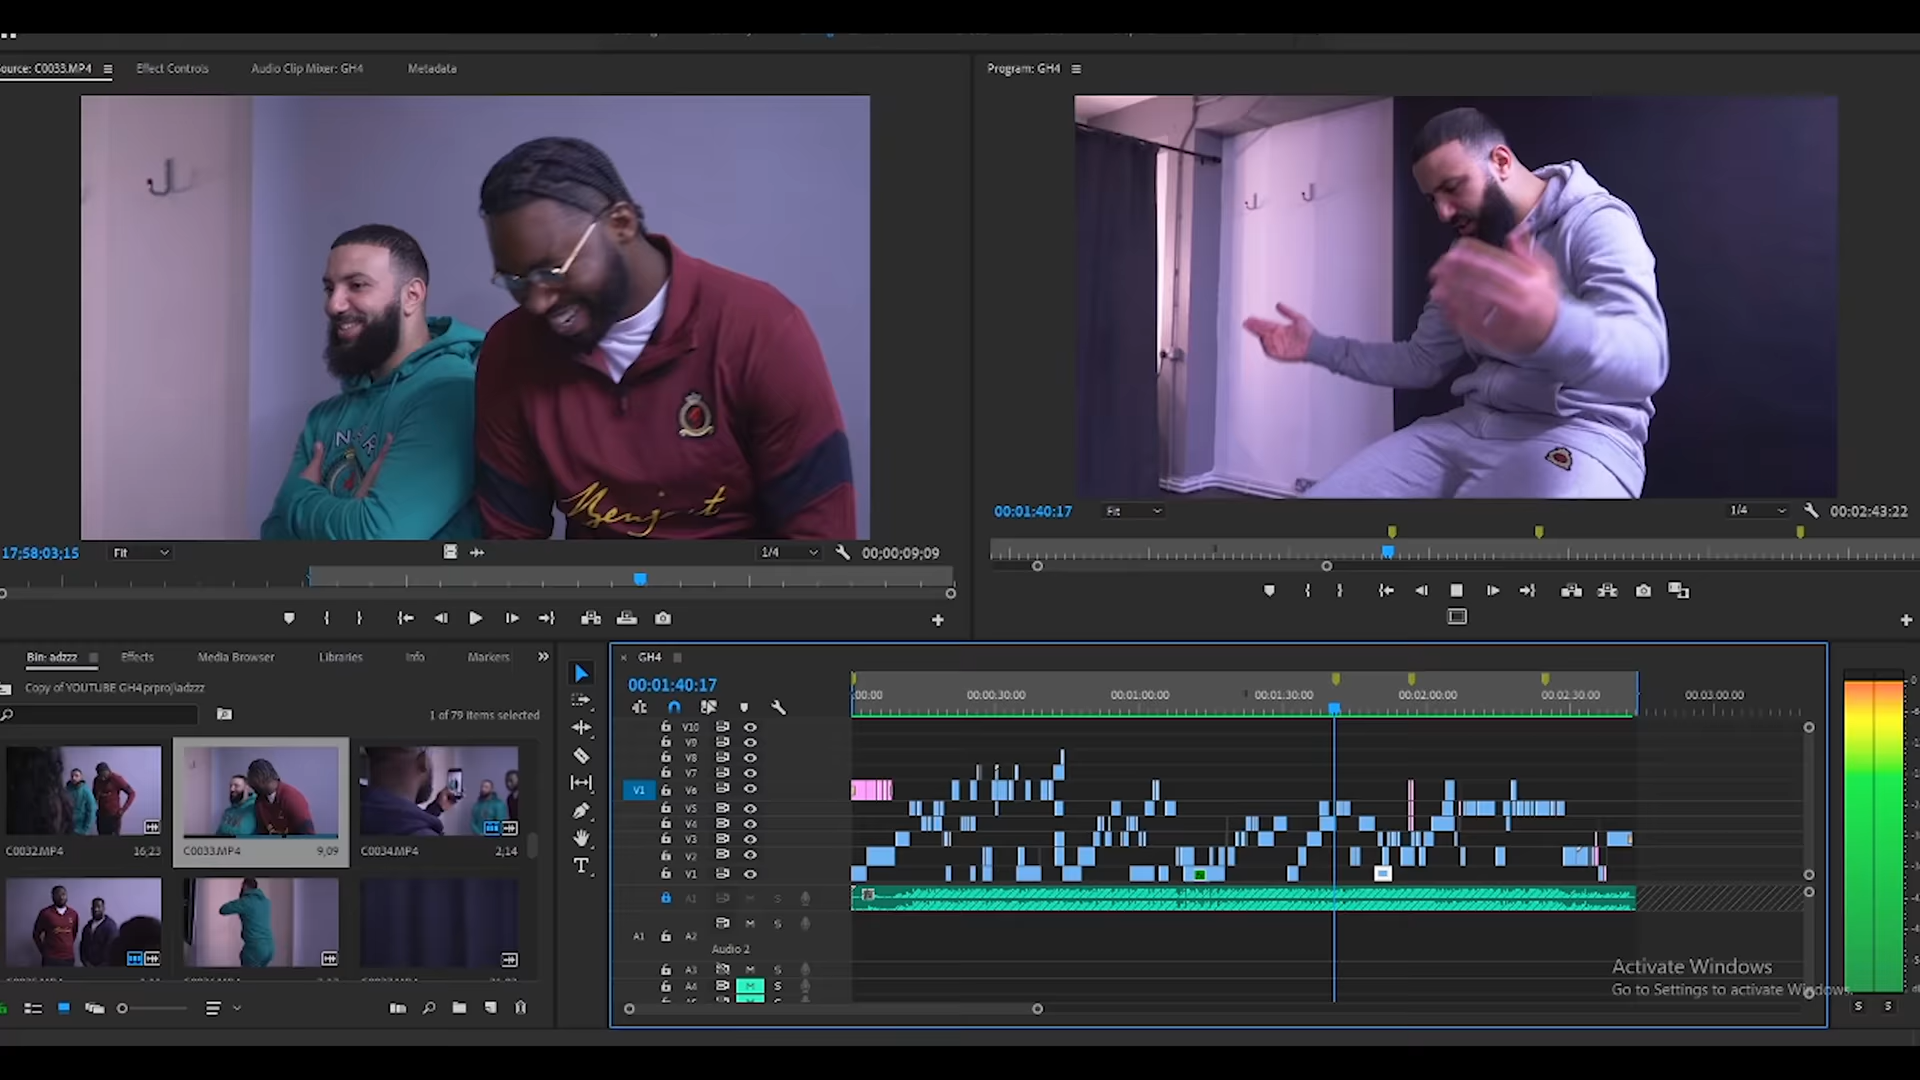 ource: C0033.MP4
Effect Controls
Audio Clip Mixer: GH4
Metadata
Program: GH4
17;58;03;15
Fit
1/4
00;00;09;09
00:01:40:17
Fit
1/4
00:02:43:22
Bin: adzzz
Effects
Media Browser
Libraries
Info
Markers
Copy of YOUTUBE GH4.prproj\adzzz
1 of 79 items selected
C0032.MP4
16,23
C0033.MP4
9,09
C0034.MP4
2,14
GH4
00:01:40:17
:00:00
00:00:30:00
00:01:00:00
00:01:30:00
00:02:00:00
00:02:30:00
00:03:00:00
V10
V9
V8
V7
V1
V6
V5
V4
V3
V2
V1
A1
M
S
M
S
A1
A2
Audio 2
A3
M
S
A4
M
S
Activate Windows
Go to Settings to activate Windows.
S
S